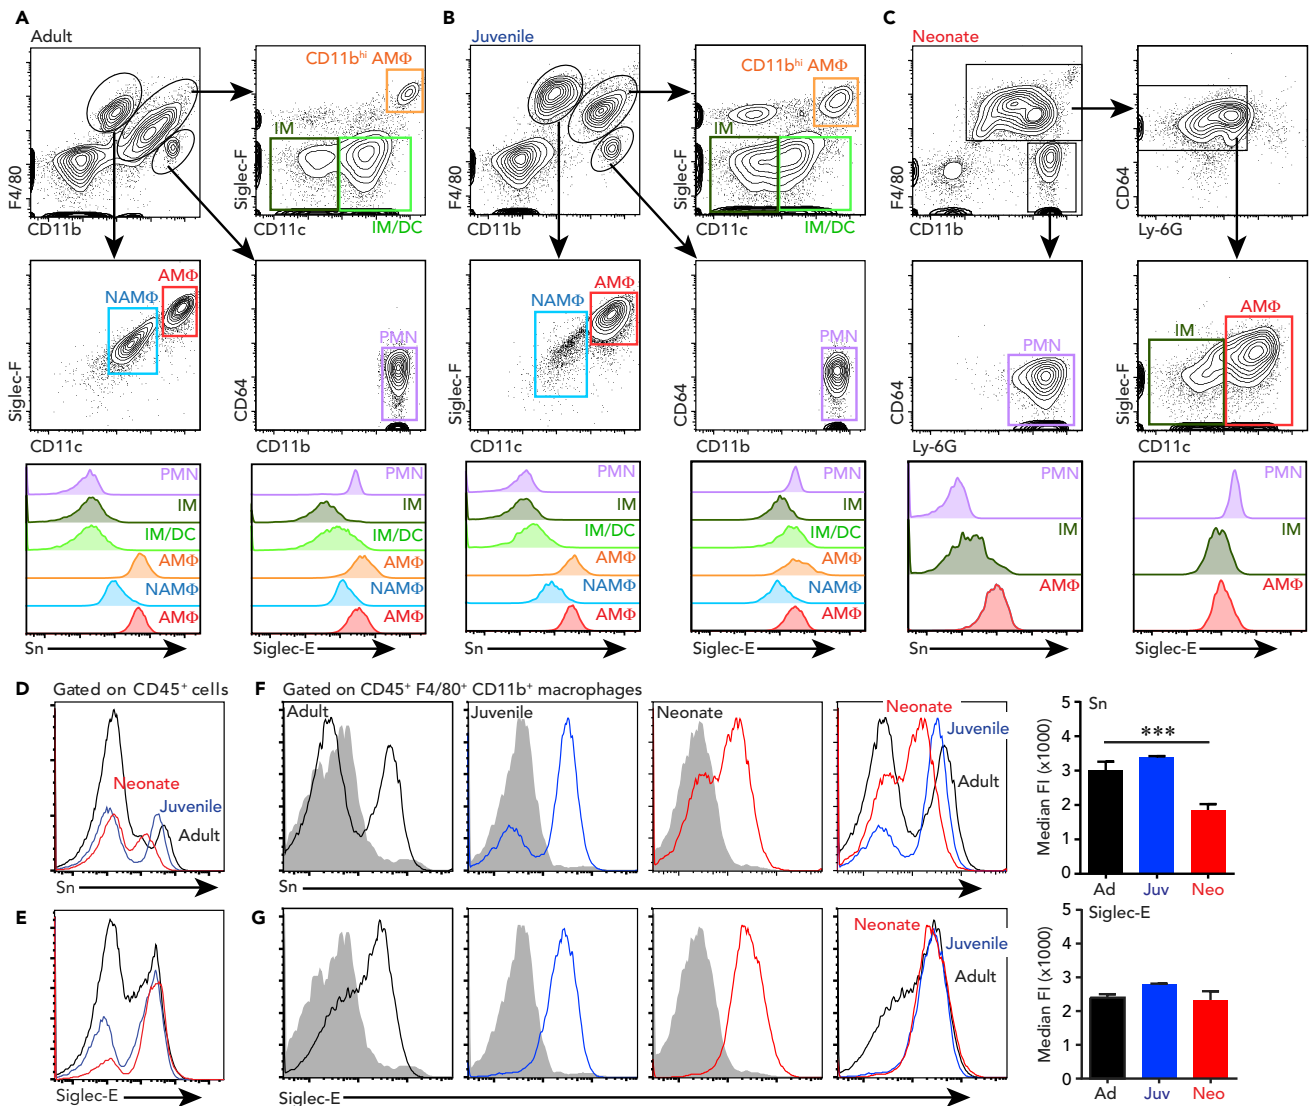 A
Adult
F4/80
CD11b
CD11bhi AMΦ
IM
Siglec-F
CD11c
IM/DC
NAMΦ
AMΦ
Siglec-F
CD11c
PMN
CD64
CD11b
PMN
IM
IM/DC
AMΦ
NAMΦ
AMΦ
Sn
PMN
IM
IM/DC
AMΦ
NAMΦ
AMΦ
Siglec-E
B
Juvenile
F4/80
CD11b
CD11bhi AMΦ
IM
Siglec-F
CD11c
IM/DC
NAMΦ
AMΦ
Siglec-F
CD11c
PMN
CD64
CD11b
PMN
IM
IM/DC
AMΦ
NAMΦ
AMΦ
Sn
PMN
IM
IM/DC
AMΦ
NAMΦ
AMΦ
Siglec-E
C
Neonate
F4/80
CD11b
CD64
Ly-6G
PMN
CD64
Ly-6G
IM
AMΦ
Siglec-F
CD11c
PMN
IM
AMΦ
Sn
PMN
IM
AMΦ
Siglec-E
D
Gated on CD45+ cells
Neonate
Juvenile
Adult
Sn
E
Siglec-E
F
Gated on CD45+ F4/80+ CD11b+ macrophages
Adult
Juvenile
Neonate
Neonate
Juvenile
Adult
Sn
Sn
***
Median FI (x1000)
5
4
3
2
1
0
Ad
Juv
Neo
G
Neonate
Juvenile
Adult
Siglec-E
Siglec-E
Median FI (x1000)
5
4
3
2
1
0
Ad
Juv
Neo